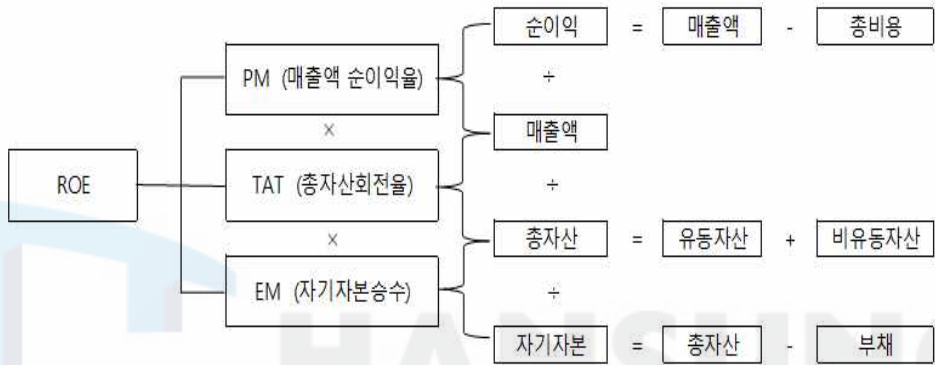 순이익 = 매출액 - 총비용
PM (매출액 순이익율)
÷
×
매출액
ROE
TAT (총자산회전율)
÷
×
총자산 = 유동자산 + 비유동자산
EM (자기자본승수)
÷
자기자본 = 총자산 - 부채
HANSUNG